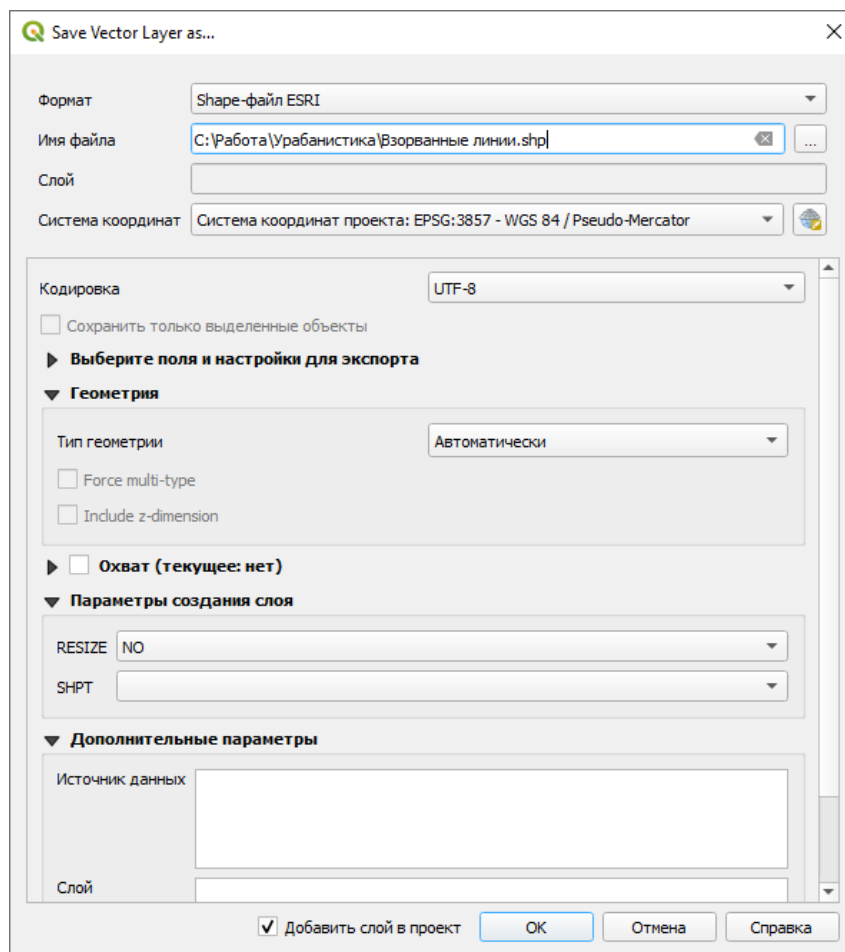 Save Vector Layer as...
Формат Shape-файл ESRI
Имя файла C:\Работа\Урабанистика\Взорванные линии.shp ...
Слой
Система координат Система координат проекта: EPSG:3857 - WGS 84 / Pseudo-Mercator
Кодировка UTF-8
Сохранить только выделенные объекты
Выберите поля и настройки для экспорта
Геометрия
Тип геометрии Автоматически
Force multi-type
Include z-dimension
Охват (текущее: нет)
Параметры создания слоя
RESIZE NO
SHPT
Дополнительные параметры
Источник данных
Слой
Добавить слой в проект OK Отмена Справка